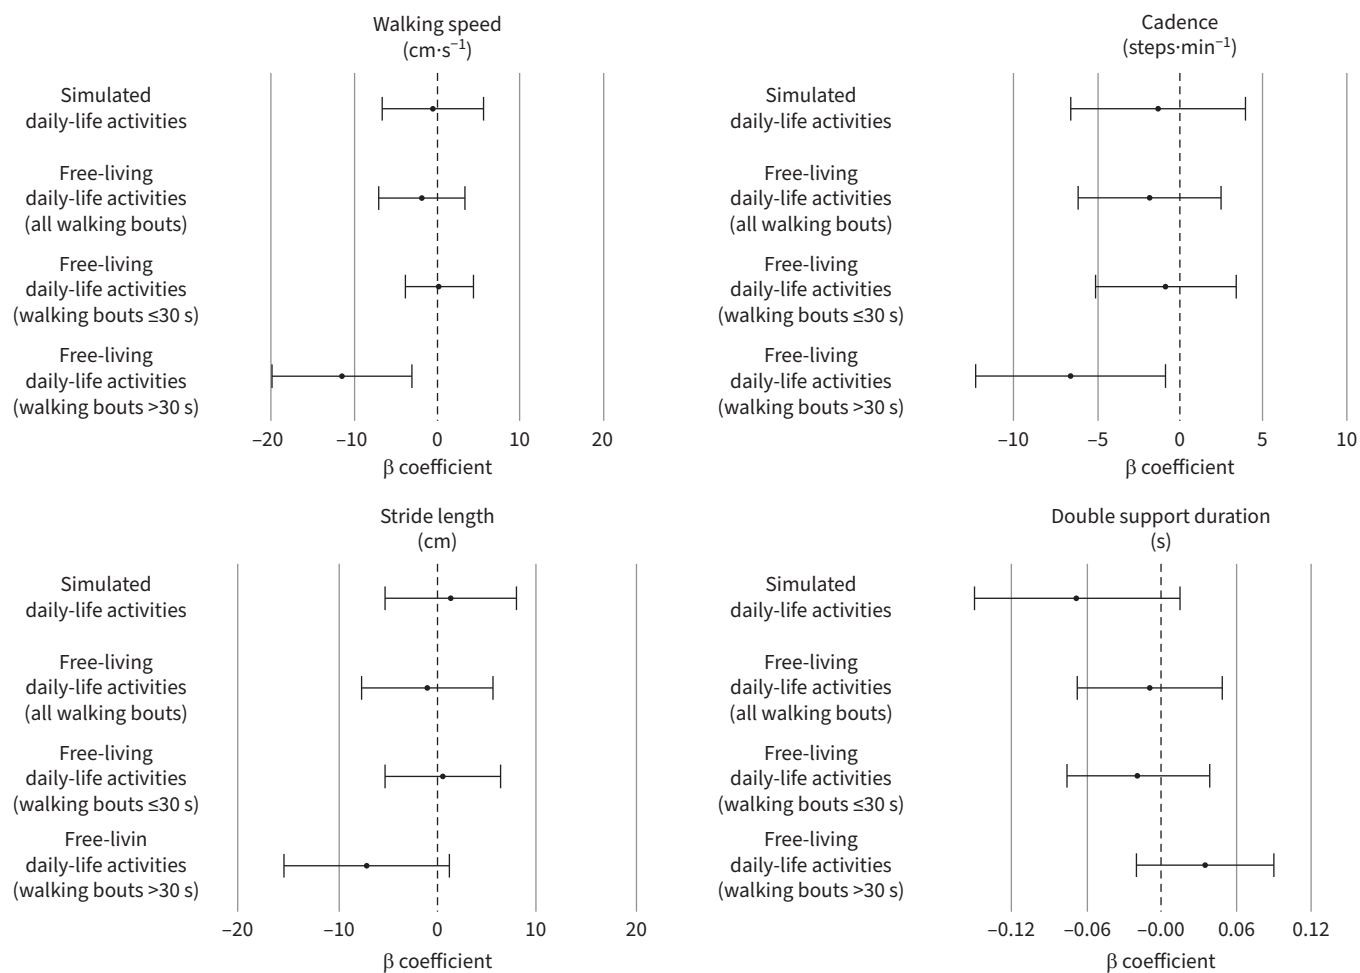 Walking speed
(cm·s⁻¹)
Simulated
daily-life activities
Free-living
daily-life activities
(all walking bouts)
Free-living
daily-life activities
(walking bouts ≤30 s)
Free-living
daily-life activities
(walking bouts >30 s)
–20 –10 0 10 20
β coefficient
Cadence
(steps·min⁻¹)
Simulated
daily-life activities
Free-living
daily-life activities
(all walking bouts)
Free-living
daily-life activities
(walking bouts ≤30 s)
Free-living
daily-life activities
(walking bouts >30 s)
–10 –5 0 5 10
β coefficient
Stride length
(cm)
Simulated
daily-life activities
Free-living
daily-life activities
(all walking bouts)
Free-living
daily-life activities
(walking bouts ≤30 s)
Free-livin
daily-life activities
(walking bouts >30 s)
–20 –10 0 10 20
β coefficient
Double support duration
(s)
Simulated
daily-life activities
Free-living
daily-life activities
(all walking bouts)
Free-living
daily-life activities
(walking bouts ≤30 s)
Free-living
daily-life activities
(walking bouts >30 s)
–0.12 –0.06 –0.00 0.06 0.12
β coefficient